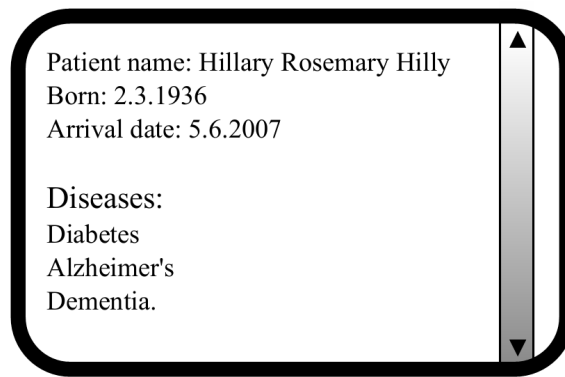 Patient name: Hillary Rosemary Hilly
Born: 2.3.1936
Arrival date: 5.6.2007
Diseases:
Diabetes
Alzheimer's
Dementia.